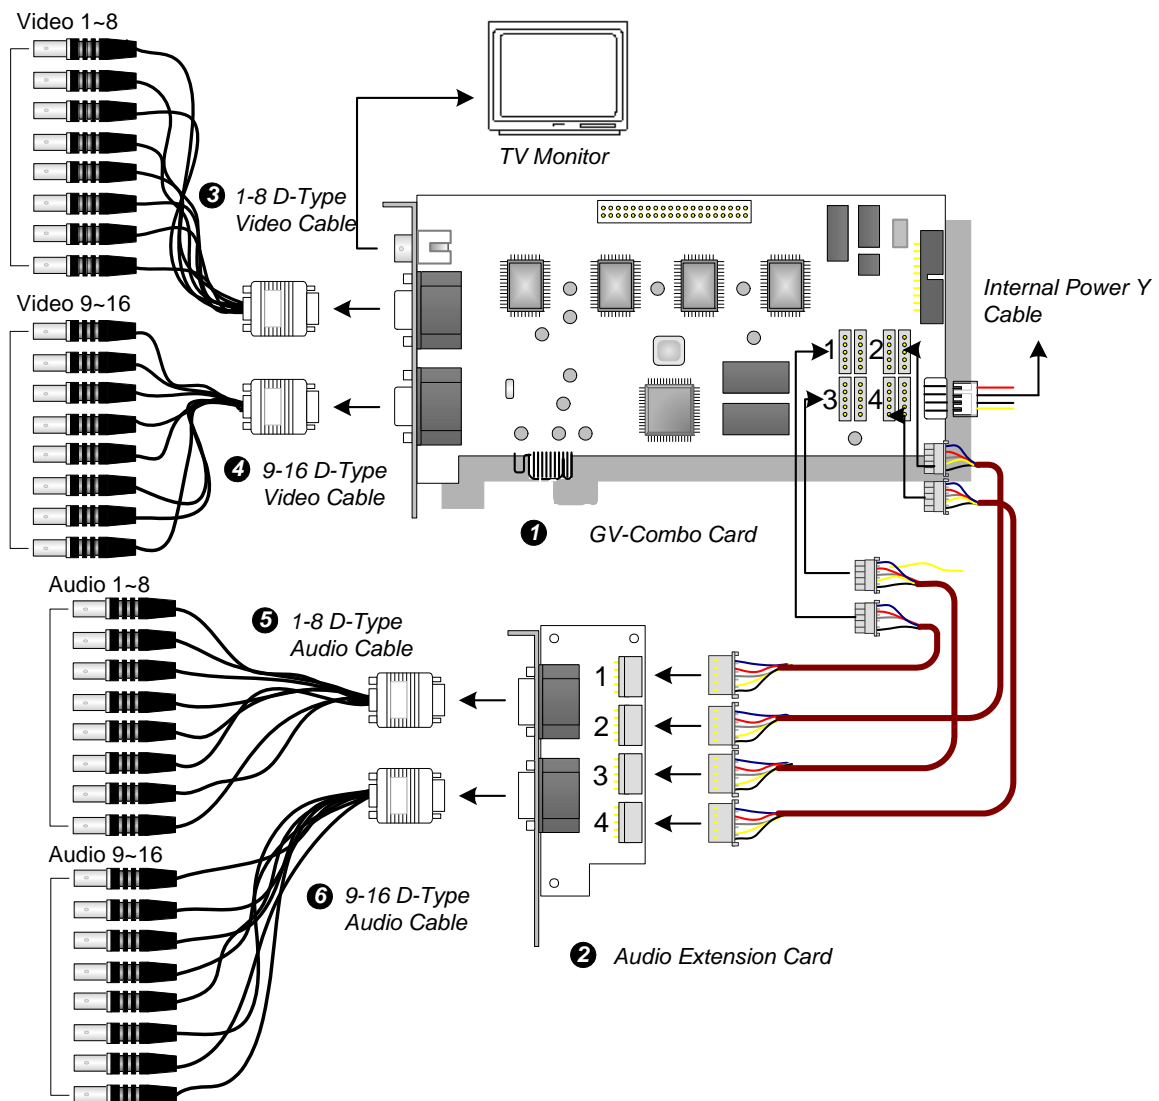 Video 1~8
TV Monitor
3 1-8 D-Type
Video Cable
Internal Power Y
Cable
Video 9~16
1 2
3 4
4 9-16 D-Type
Video Cable
1 GV-Combo Card
Audio 1~8
5 1-8 D-Type
Audio Cable
1
2
3
4
Audio 9~16
6 9-16 D-Type
Audio Cable
2 Audio Extension Card